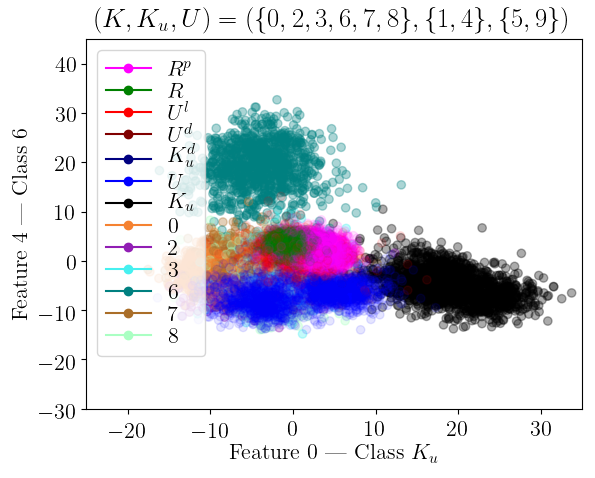 (K, K_u, U) = ({0, 2, 3, 6, 7, 8}, {1, 4}, {5, 9})
40
30
20
10
0
−10
−20
−30
Feature 4 — Class 6
R^p
R
U^l
U^d
K_u^d
U
K_u
0
2
3
6
7
8
−20
−10
0
10
20
30
Feature 0 — Class K_u